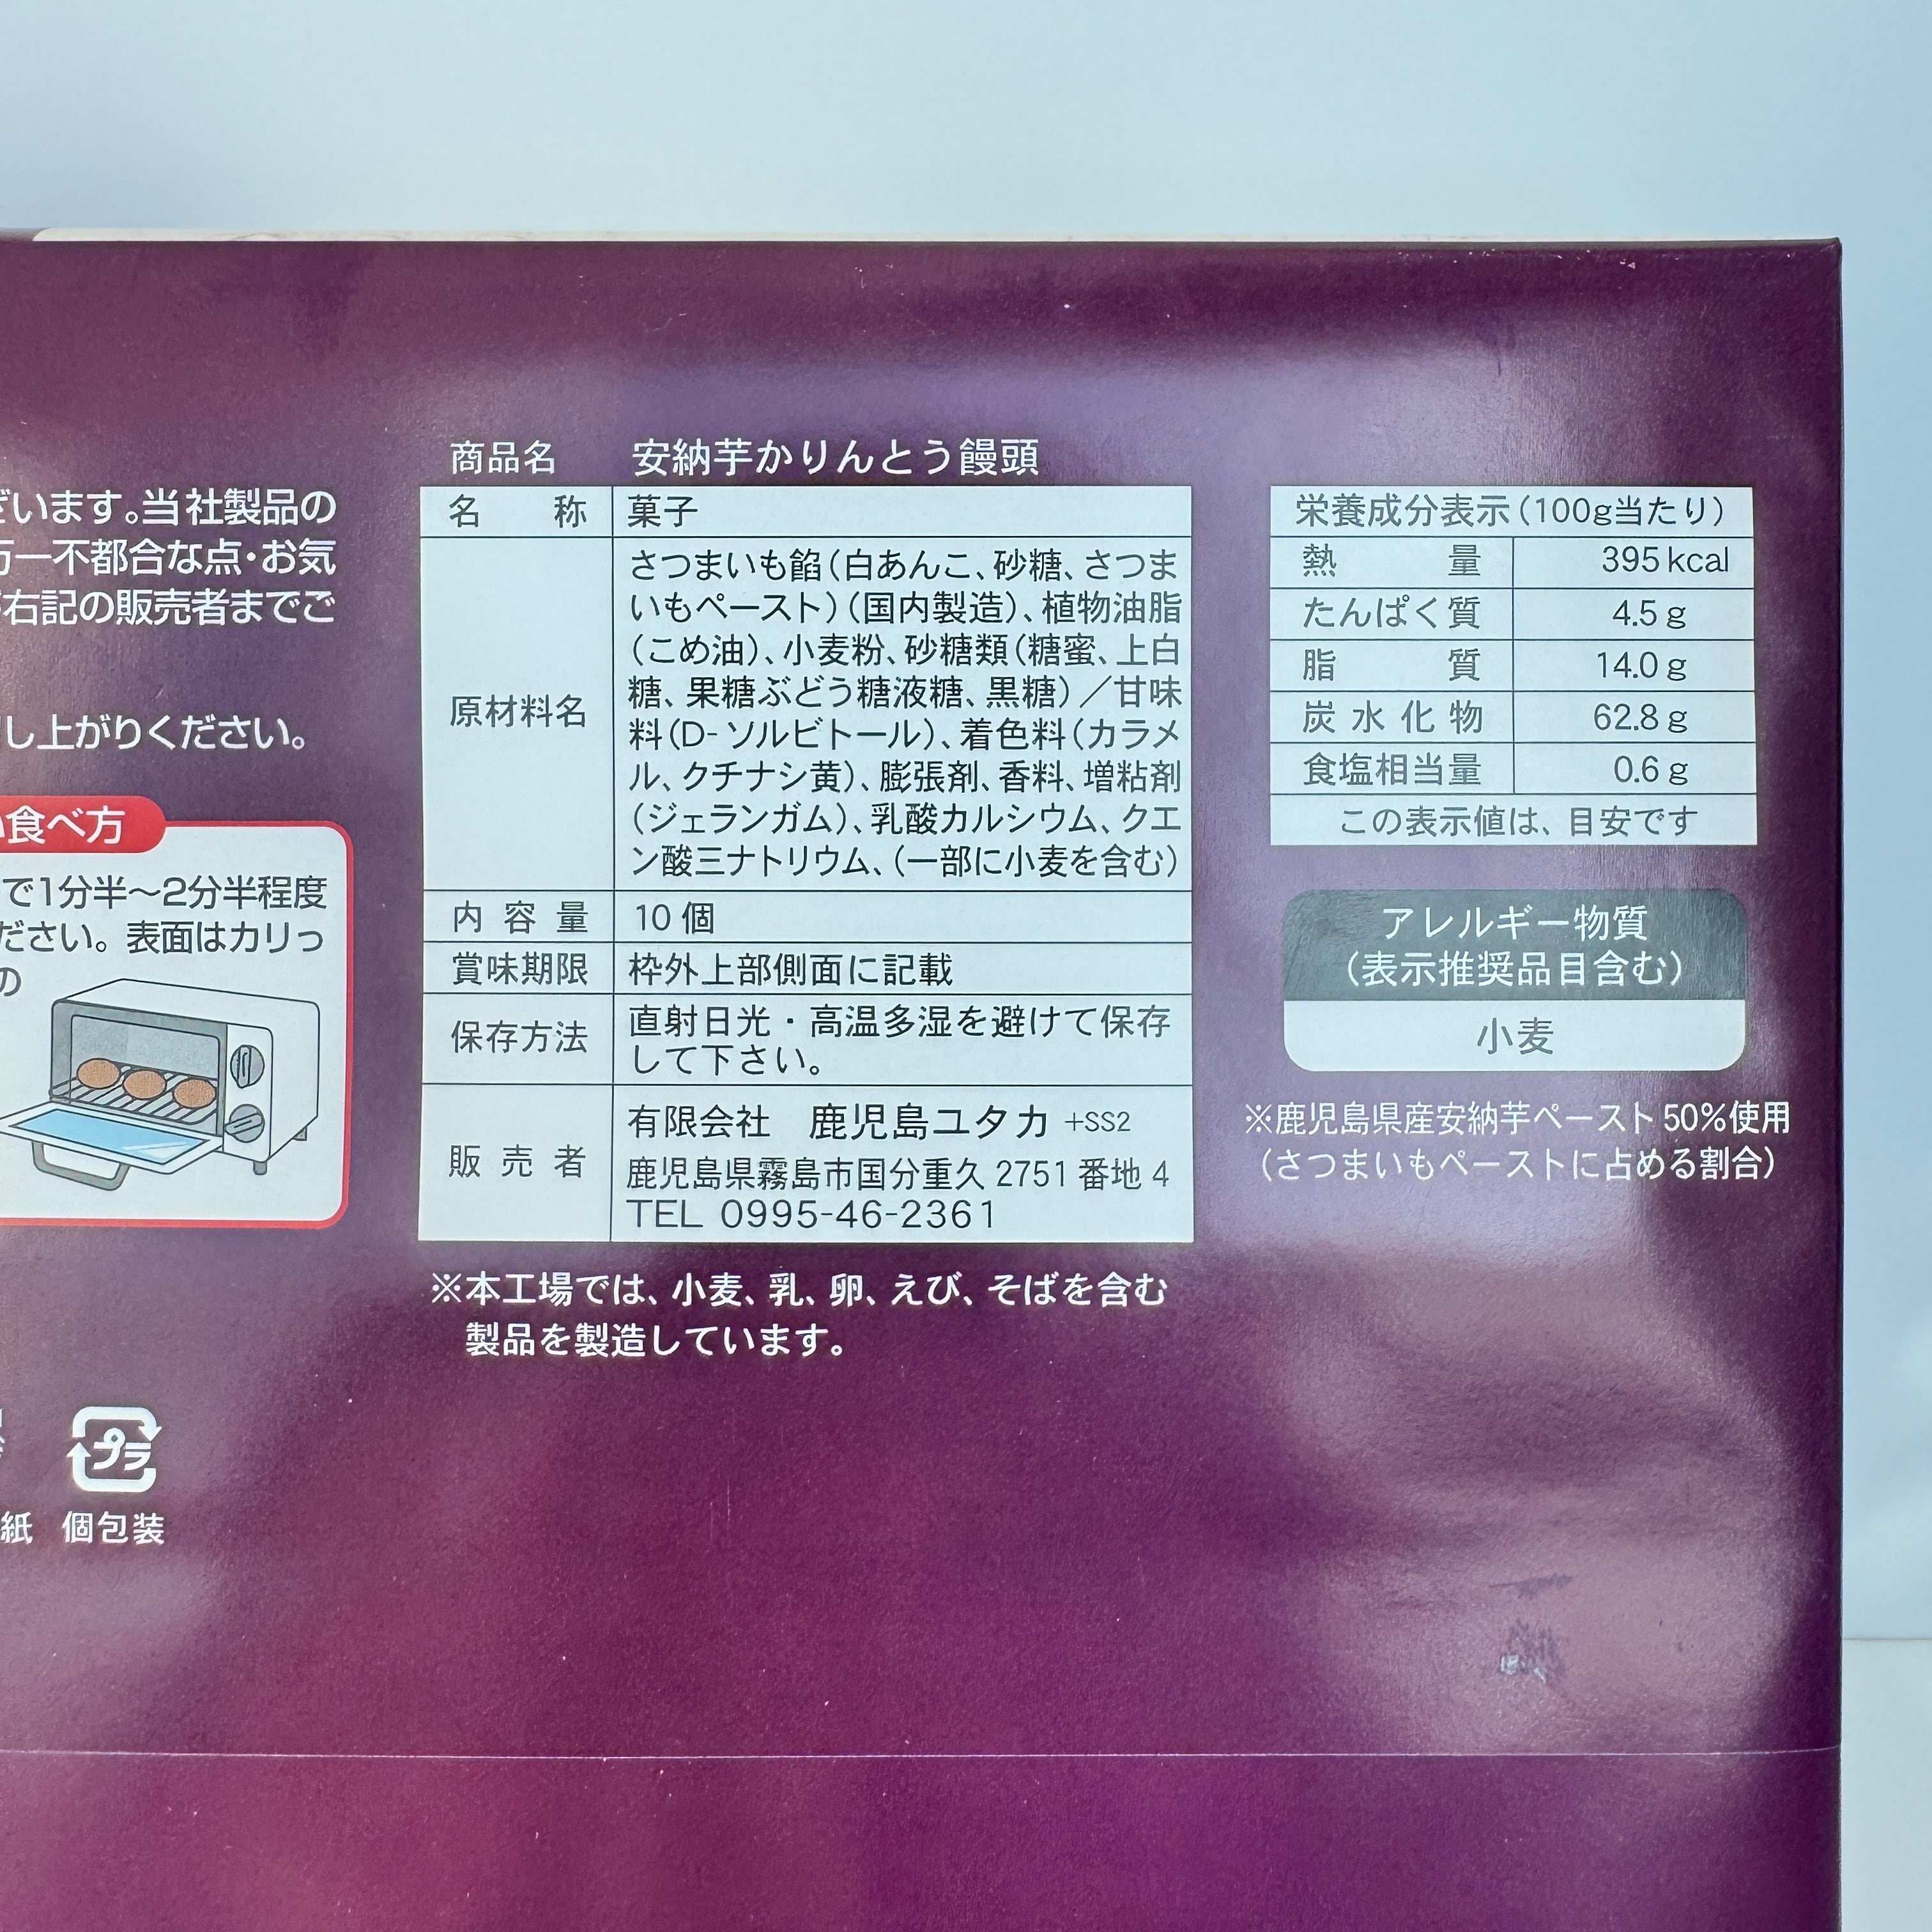 ざいます。当社製品の
万一不都合な点・お気
右記の販売者までご
し上がりください。
い食べ方
で1分半〜2分半程度
ださい。表面はカリっ
の
紙
プラ
個包装
商品名 安納芋かりんとう饅頭
名称 菓子
原材料名
さつまいも餡(白あんこ、砂糖、さつま
いもペースト)(国内製造)、植物油脂
(こめ油)、小麦粉、砂糖類(糖蜜、上白
糖、果糖ぶどう糖液糖、黒糖)／甘味
料(D-ソルビトール)、着色料(カラメ
ル、クチナシ黄)、膨張剤、香料、増粘剤
(ジェランガム)、乳酸カルシウム、クエ
ン酸三ナトリウム、(一部に小麦を含む)
内容量 10個
賞味期限 枠外上部側面に記載
保存方法
直射日光・高温多湿を避けて保存
して下さい。
販売者
有限会社 鹿児島ユタカ +SS2
鹿児島県霧島市国分重久2751番地4
TEL 0995-46-2361
※本工場では、小麦、乳、卵、えび、そばを含む
製品を製造しています。
栄養成分表示(100g当たり)
熱量 395kcal
たんぱく質 4.5g
脂質 14.0g
炭水化物 62.8g
食塩相当量 0.6g
この表示値は、目安です
アレルギー物質
(表示推奨品目含む)
小麦
※鹿児島県産安納芋ペースト50%使用
(さつまいもペーストに占める割合)